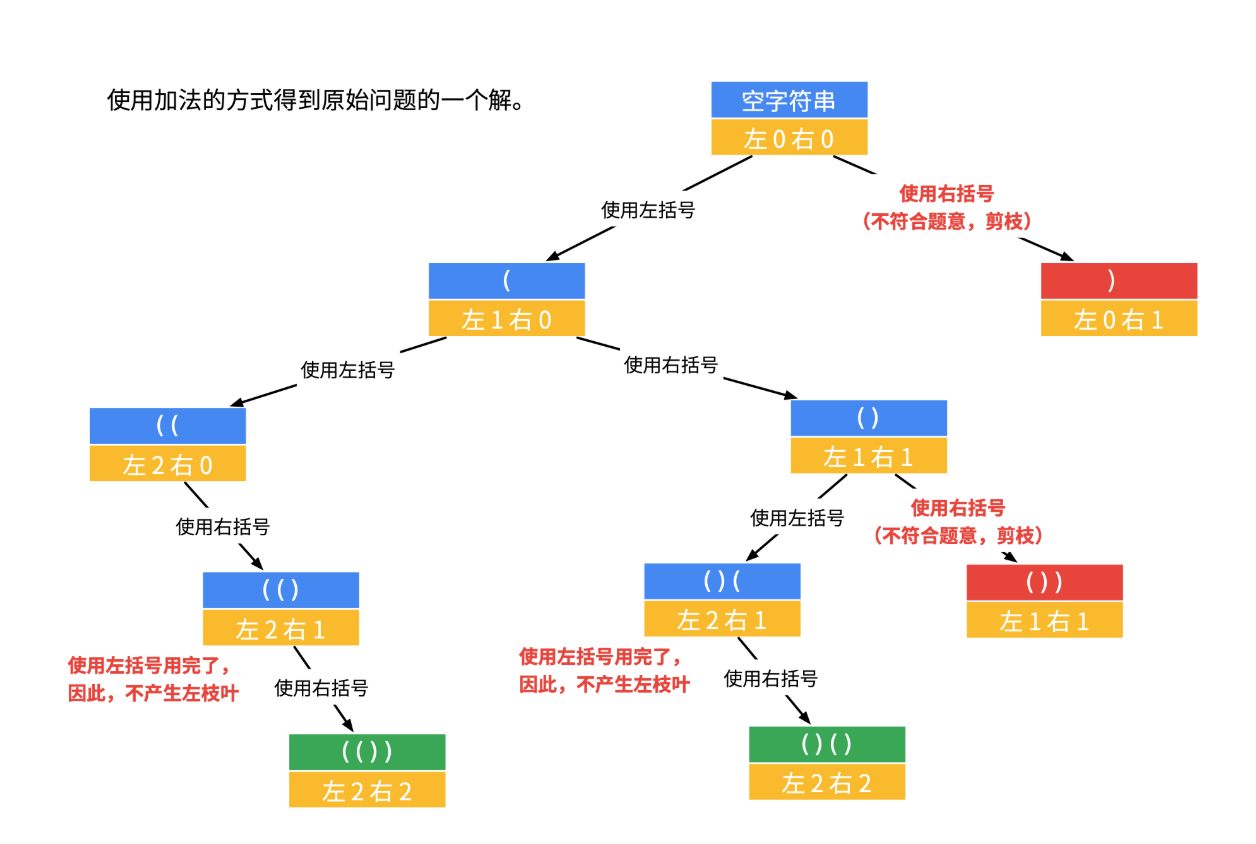 使用加法的方式得到原始问题的一个解。
空字符串
左 0 右 0
使用左括号
使用右括号
（不符合题意，剪枝）
(
左 1 右 0
)
左 0 右 1
使用左括号
使用右括号
( (
左 2 右 0
( )
左 1 右 1
使用右括号
使用左括号
使用右括号
（不符合题意，剪枝）
( ( )
左 2 右 1
( ) (
左 2 右 1
( ) )
左 1 右 1
使用左括号用完了，
因此，不产生左枝叶
使用右括号
使用左括号用完了，
因此，不产生左枝叶
使用右括号
( ( ) )
左 2 右 2
( ) ( )
左 2 右 2